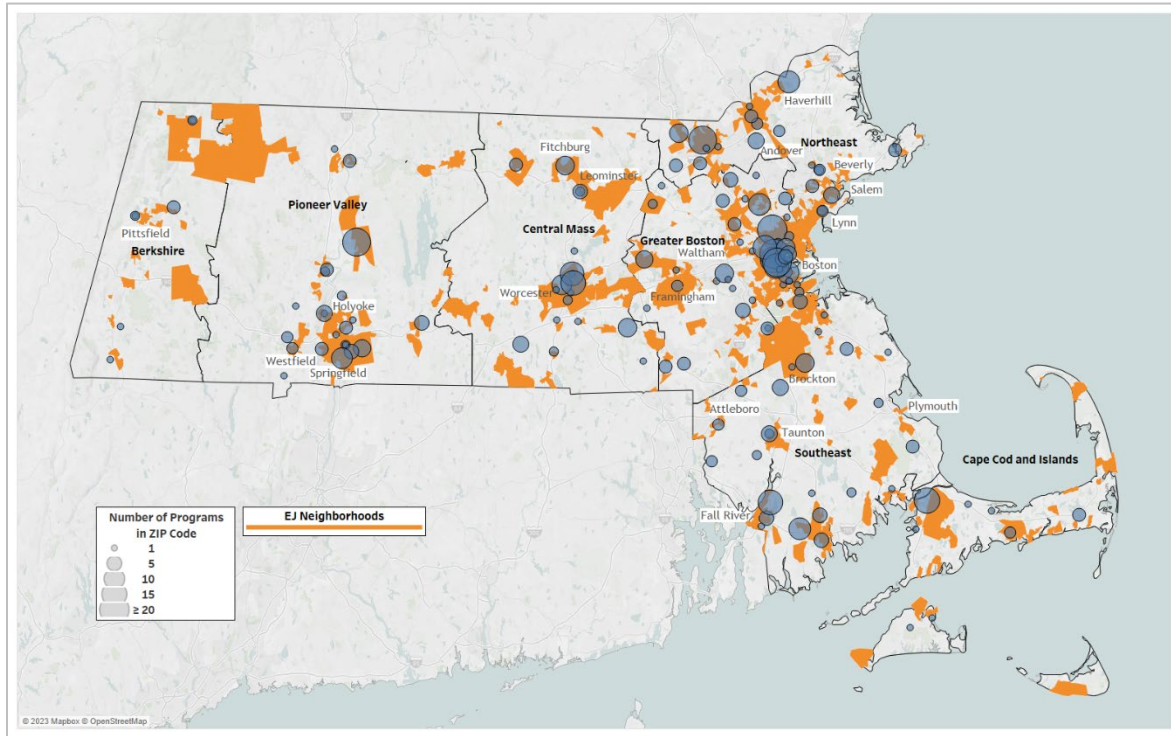 Haverhill
Andover
Northeast
Fitchburg
Beverly
Leominster
Salem
Pioneer Valley
Lynn
Central Mass
Pittsfield
Greater Boston
Berkshire
Waltham
Boston
Worcester
Framingham
Holyoke
Westfield
Springfield
Brockton
Attleboro
Plymouth
Taunton
Southeast
Cape Cod and Islands
Fall River
Number of Programs
in ZIP Code
1
5
10
15
≥ 20
EJ Neighborhoods
© 2023 Mapbox © OpenStreetMap